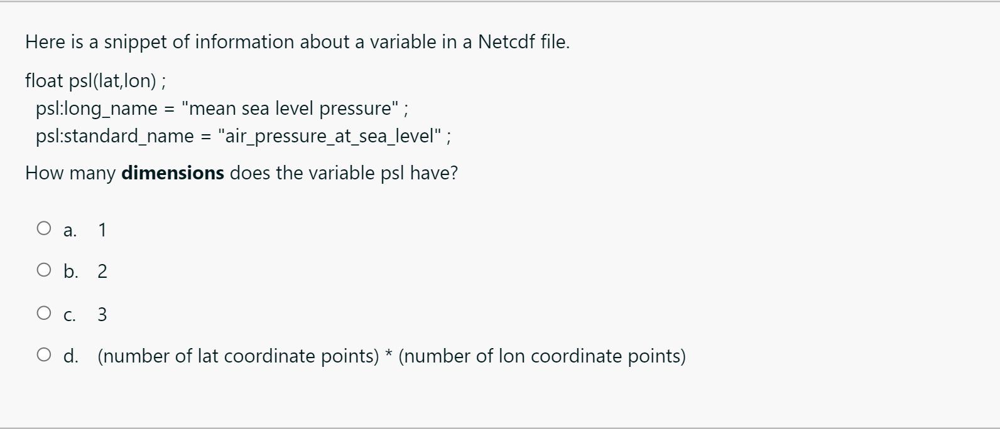 Here is a snippet of information about a variable in a Netcdf file.
float psl(lat,lon) ;
psl:long_name = "mean sea level pressure" ;
psl:standard_name = "air_pressure_at_sea_level" ;
How many dimensions does the variable psl have?
a. 1
b. 2
c. 3
d. (number of lat coordinate points) * (number of lon coordinate points)